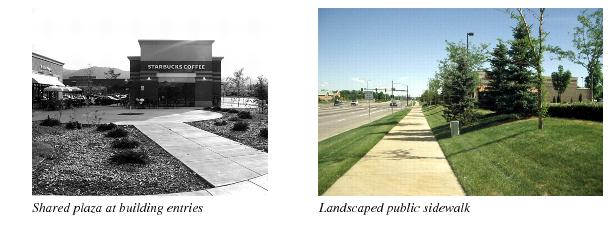 STARBUCKS COFFEE
Shared plaza at building entries
Landscaped public sidewalk